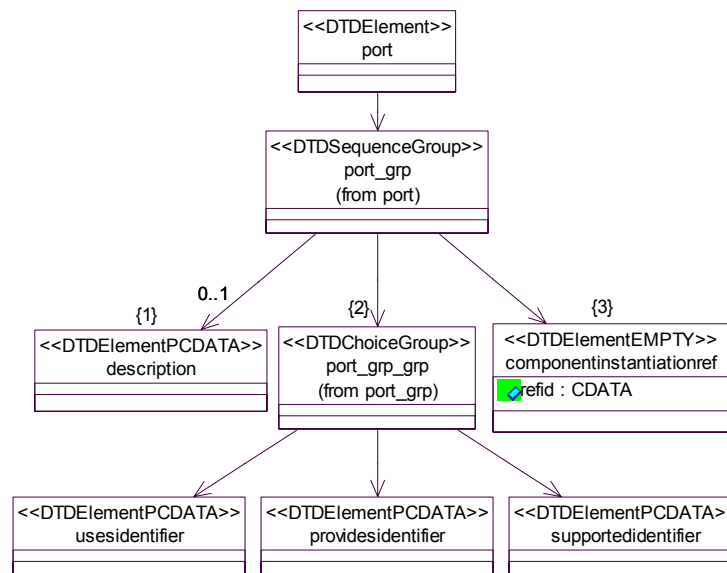 <<DTDElement>>
port
<<DTDSequenceGroup>>
port_grp
(from port)
0..1
{1}
{2}
{3}
<<DTDElementPCDATA>>
description
<<DTDChoiceGroup>>
port_grp_grp
(from port_grp)
<<DTDElementEMPTY>>
componentinstantiationref
refid : CDATA
<<DTDElementPCDATA>>
usesidentifier
<<DTDElementPCDATA>>
providesidentifier
<<DTDElementPCDATA>>
supportedidentifier